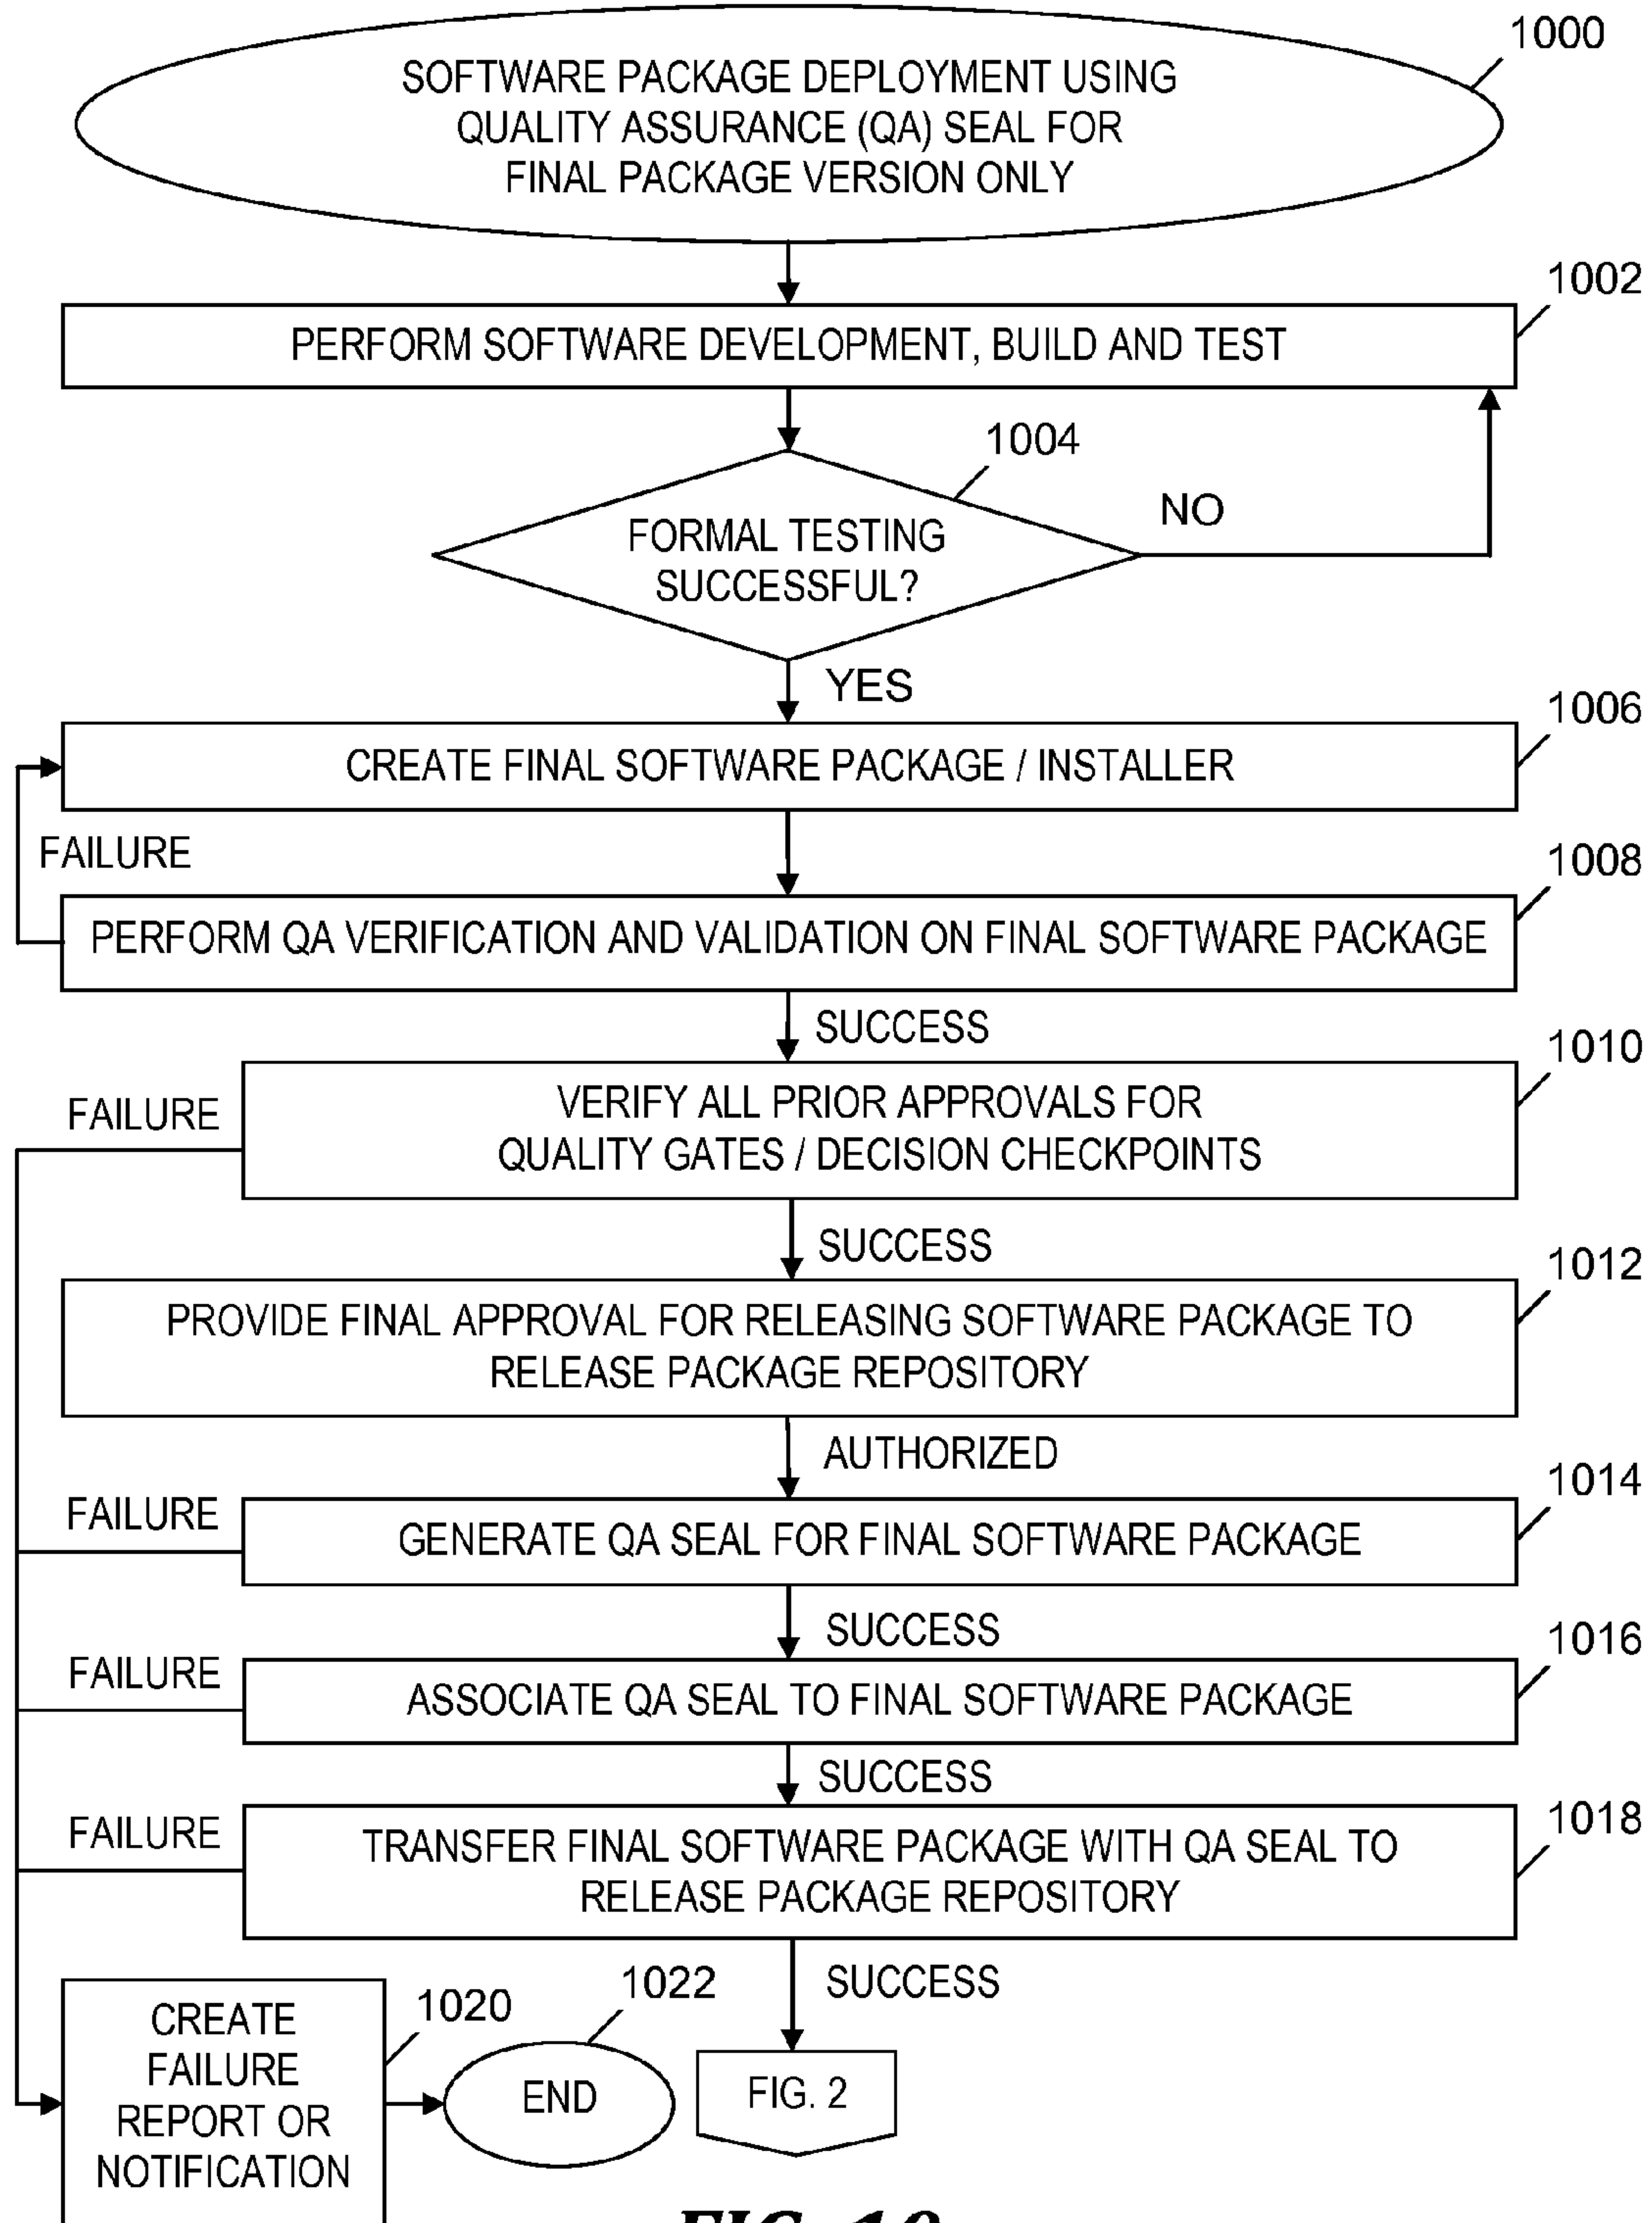 1000
SOFTWARE PACKAGE DEPLOYMENT USING
QUALITY ASSURANCE (QA) SEAL FOR
FINAL PACKAGE VERSION ONLY
1002
PERFORM SOFTWARE DEVELOPMENT, BUILD AND TEST
1004
NO
FORMAL TESTING
SUCCESSFUL?
YES
1006
CREATE FINAL SOFTWARE PACKAGE / INSTALLER
FAILURE
1008
PERFORM QA VERIFICATION AND VALIDATION ON FINAL SOFTWARE PACKAGE
SUCCESS
1010
FAILURE
VERIFY ALL PRIOR APPROVALS FOR
QUALITY GATES / DECISION CHECKPOINTS
SUCCESS
1012
PROVIDE FINAL APPROVAL FOR RELEASING SOFTWARE PACKAGE TO
RELEASE PACKAGE REPOSITORY
AUTHORIZED
1014
FAILURE
GENERATE QA SEAL FOR FINAL SOFTWARE PACKAGE
SUCCESS
1016
FAILURE
ASSOCIATE QA SEAL TO FINAL SOFTWARE PACKAGE
SUCCESS
1018
FAILURE
TRANSFER FINAL SOFTWARE PACKAGE WITH QA SEAL TO
RELEASE PACKAGE REPOSITORY
SUCCESS
1020
CREATE
FAILURE
REPORT OR
NOTIFICATION
1022
END
FIG. 2